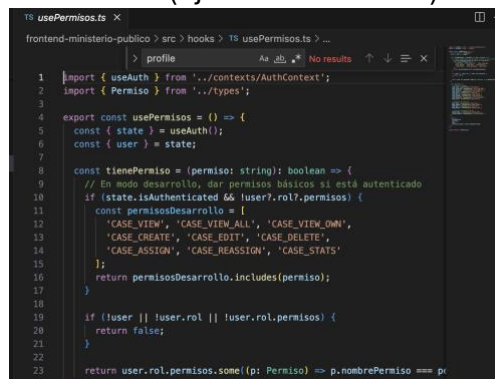 TS usePermisos.ts ×
frontend-ministerio-publico > src > hooks > TS usePermisos.ts > ...
> profile Aa ab .* No results ↑ ↓ ×
1 import { useAuth } from '../contexts/AuthContext';
2 import { Permiso } from '../types';
3
4 export const usePermisos = () => {
5 const { state } = useAuth();
6 const { user } = state;
7
8 const tienePermiso = (permiso: string): boolean => {
9 // En modo desarrollo, dar permisos básicos si está autenticado
10 if (state.isAuthenticated && !user?.rol?.permisos) {
11 const permisosDesarrollo = [
12 'CASE_VIEW', 'CASE_VIEW_ALL', 'CASE_VIEW_OWN',
13 'CASE_CREATE', 'CASE_EDIT', 'CASE_DELETE',
14 'CASE_ASSIGN', 'CASE_REASSIGN', 'CASE_STATS'
15 ];
16 return permisosDesarrollo.includes(permiso);
17 }
18
19 if (!user || !user.rol || !user.rol.permisos) {
20 return false;
21 }
22
23 return user.rol.permisos.some((p: Permiso) => p.nombrePermiso ===